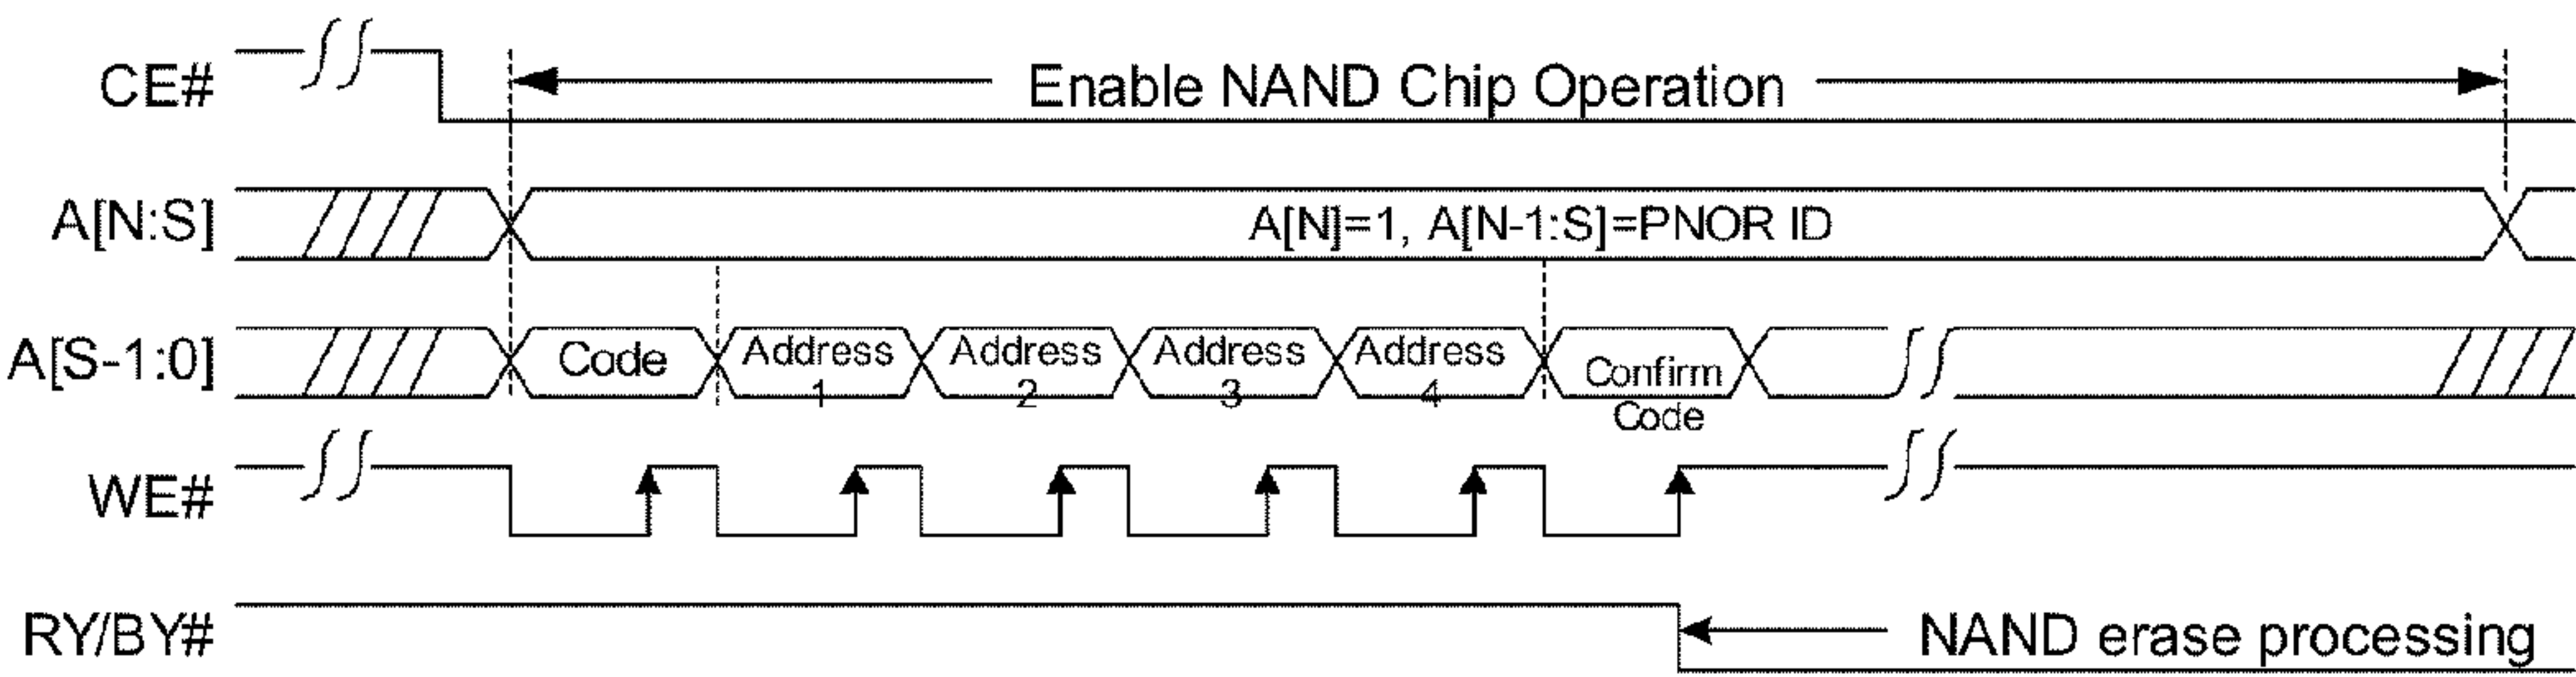 CE#
Enable NAND Chip Operation
A[N:S]
A[N]=1, A[N-1:S]=PNOR ID
A[S-1:0]
Code
Address
1
Address
2
Address
3
Address
4
Confirm
Code
WE#
RY/BY#
NAND erase processing